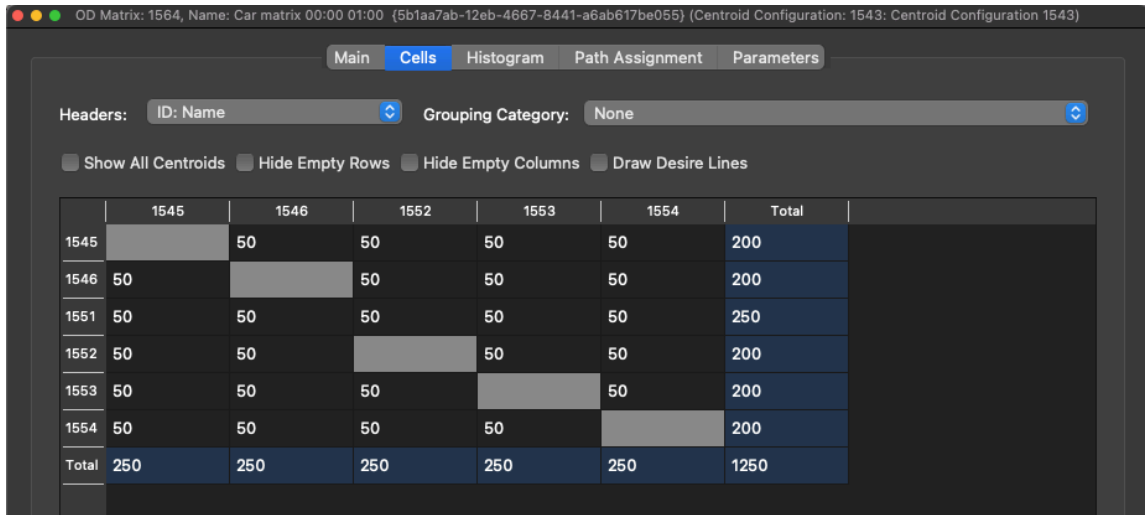 OD Matrix: 1564, Name: Car matrix 00:00 01:00 {5b1aa7ab-12eb-4667-8441-a6ab617be055} (Centroid Configuration: 1543: Centroid Configuration 1543)
Main Cells Histogram Path Assignment Parameters
Headers: ID: Name Grouping Category: None
Show All Centroids Hide Empty Rows Hide Empty Columns Draw Desire Lines
1545 1546 1552 1553 1554 Total
1545 50 50 50 50 200
1546 50 50 50 50 200
1551 50 50 50 50 50 250
1552 50 50 50 50 200
1553 50 50 50 50 200
1554 50 50 50 50 200
Total 250 250 250 250 250 1250